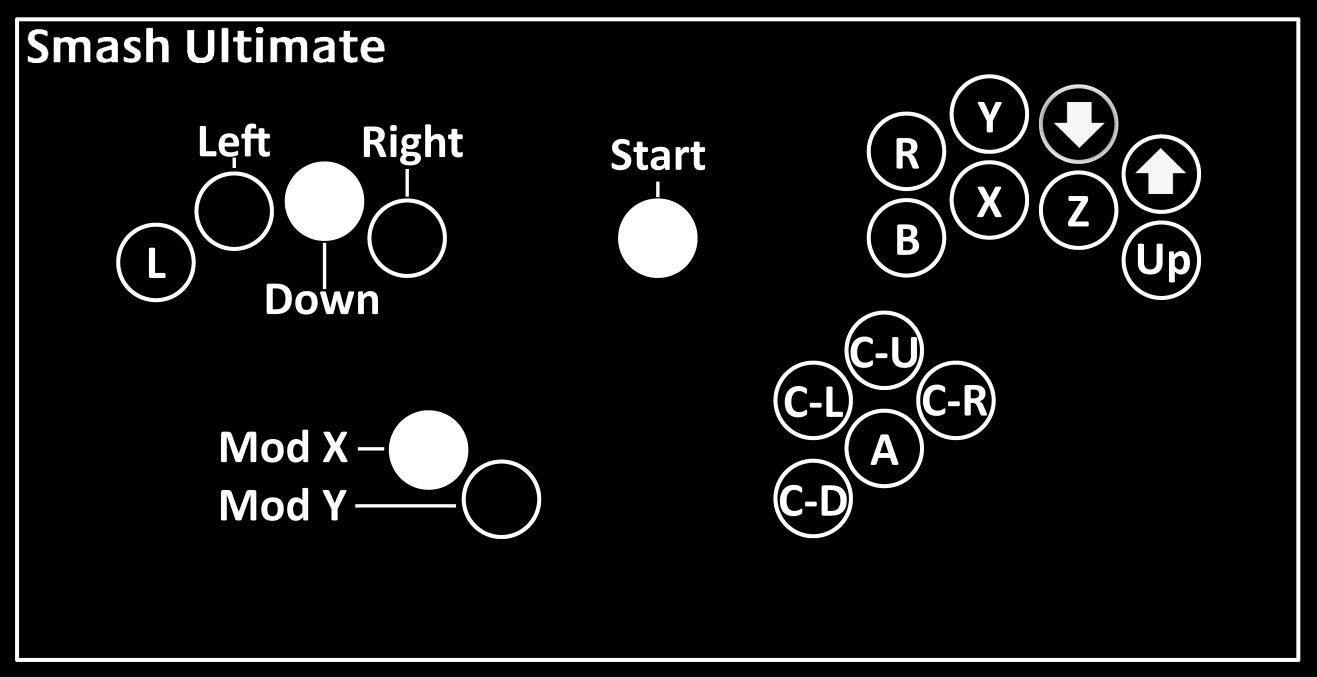 Smash Ultimate
Left
Right
Start
L
Down
R
Y
B
X
Z
Up
C-U
C-L
C-R
A
C-D
Mod X
Mod Y